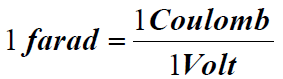 1 farad = 1Coulomb / 1Volt